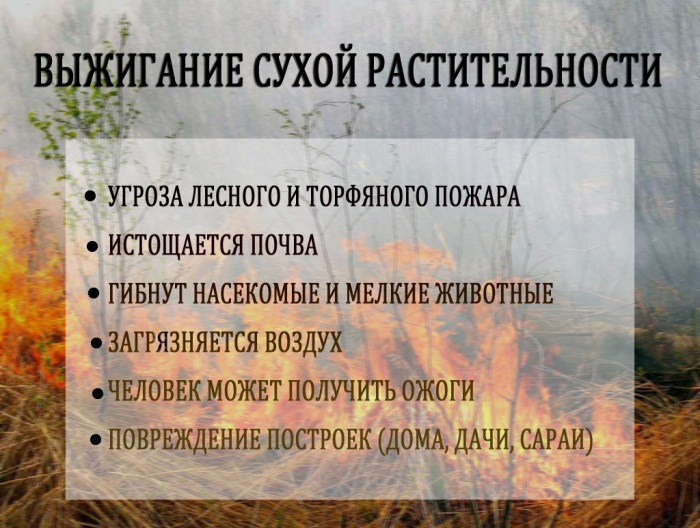 ВЫЖИГАНИЕ СУХОЙ РАСТИТЕЛЬНОСТИ
• УГРОЗА ЛЕСНОГО И ТОРФЯНОГО ПОЖАРА
• ИСТОЩАЕТСЯ ПОЧВА
• ГИБНУТ НАСЕКОМЫЕ И МЕЛКИЕ ЖИВОТНЫЕ
• ЗАГРЯЗНЯЕТСЯ ВОЗДУХ
• ЧЕЛОВЕК МОЖЕТ ПОЛУЧИТЬ ОЖОГИ
• ПОВРЕЖДЕНИЕ ПОСТРОЕК (ДОМА, ДАЧИ, САРАИ)